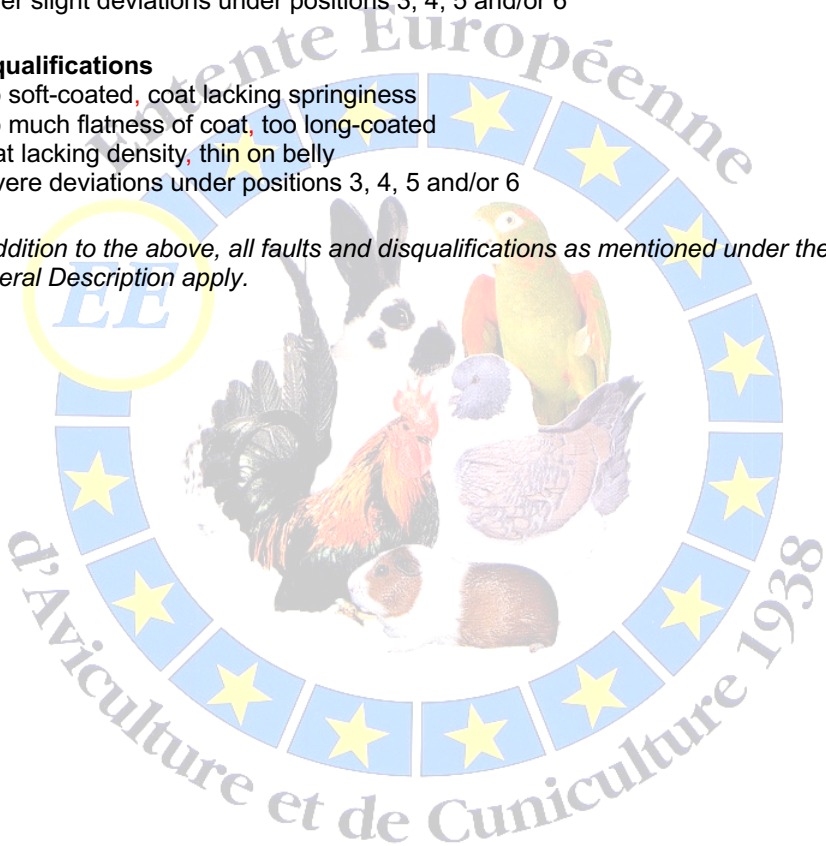 er slight deviations under positions 3, 4, 5 and/or 6
qualifications
soft-coated, coat lacking springiness
much flatness of coat, too long-coated
at lacking density, thin on belly
vere deviations under positions 3, 4, 5 and/or 6
ddition to the above, all faults and disqualifications as mentioned under the
eral Description apply.
Entente Européenne
EE
d'Aviculture et de Cuniculture 1938